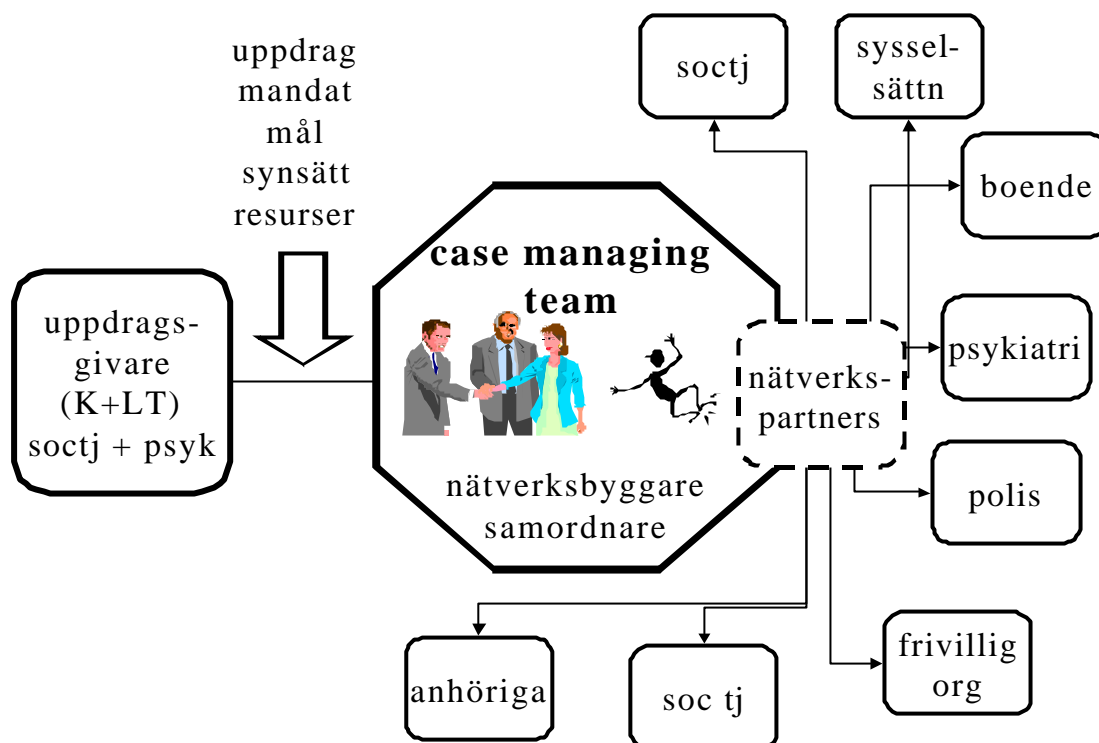 uppdrag
mandat
mål
synsätt
resurser
soctj
syssel-
sättn
boende
case managing
team
uppdrags-
givare
(K+LT)
soctj + psyk
nätverks-
partners
psykiatri
nätverksbyggare
samordnare
polis
anhöriga
soc tj
frivillig
org